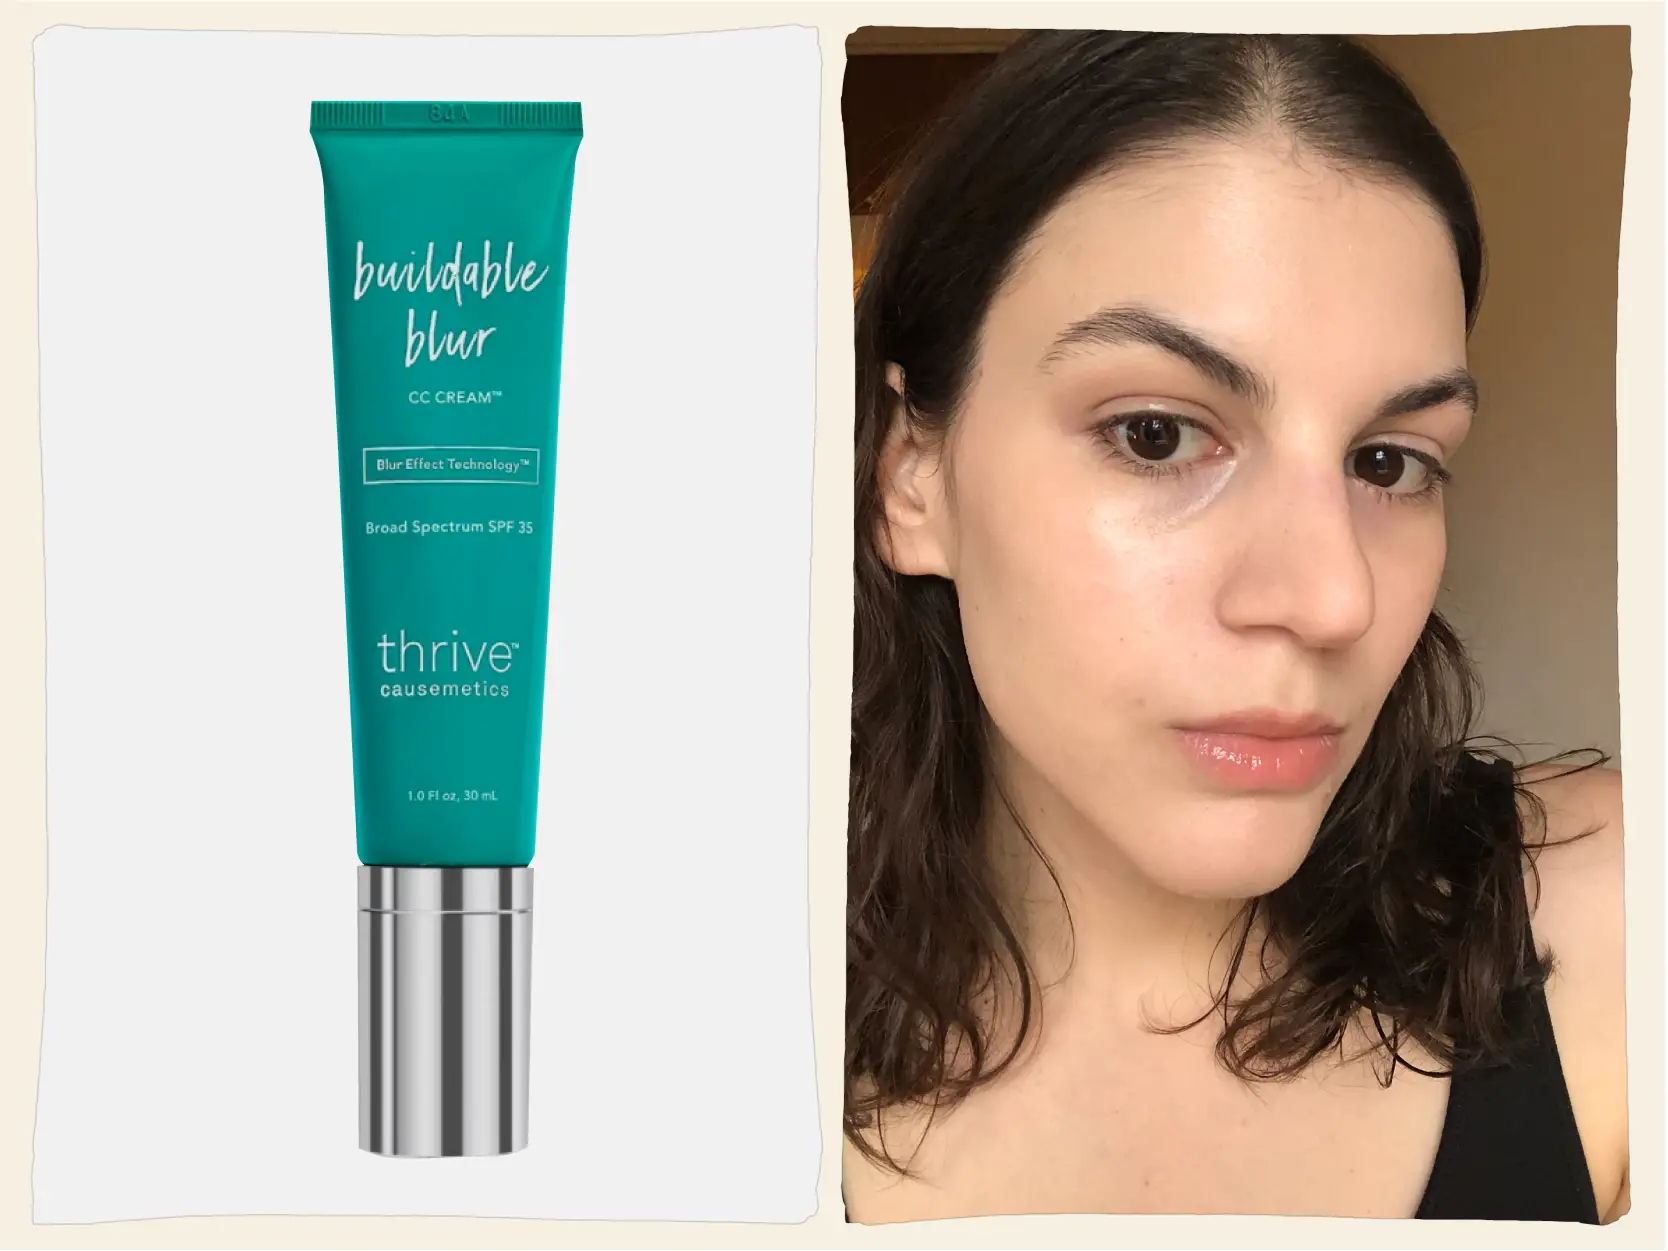 buildable
blur
CC CREAM™
Blur Effect Technology™
Broad Spectrum SPF 35
thrive™
causemetics
1.0 Fl oz, 30 mL